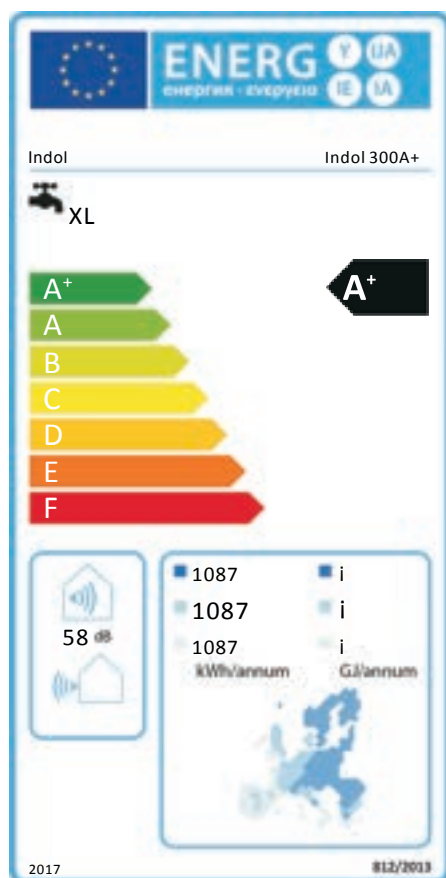 ENERG Y UA
енергия · ενεργεια IE IA
Indol Indol 300A+
XL
A+ A+
A
B
C
D
E
F
1087 i
1087 i
58 dB
1087 i
kWh/annum GJ/annum
2017 812/2013